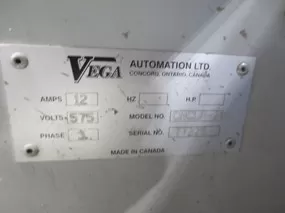 VEGA AUTOMATION LTD.
CONCORD, ONTARIO, CANADA
AMPS 12 HZ H.P.
VOLTS 575 MODEL NO.
PHASE SERIAL NO.
MADE IN CANADA